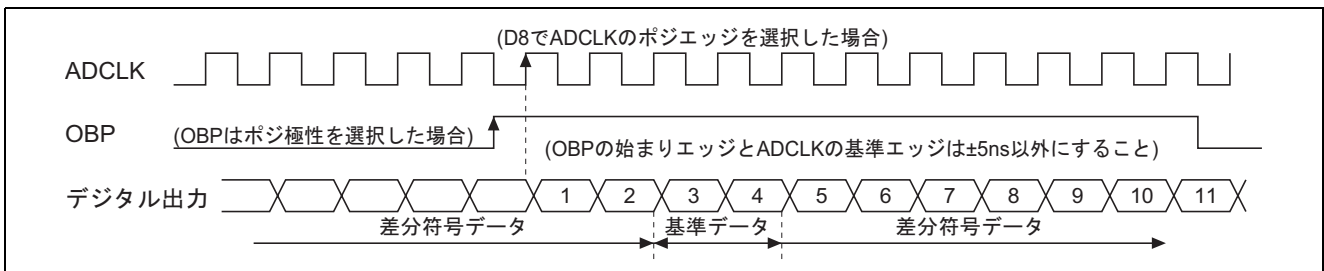 (D8でADCLKのポジエッジを選択した場合)
ADCLK
OBP
(OBPはポジ極性を選択した場合)
(OBPの始まりエッジとADCLKの基準エッジは±5ns以外にすること)
デジタル出力
1 2 3 4 5 6 7 8 9 10 11
差分符号データ 基準データ 差分符号データ